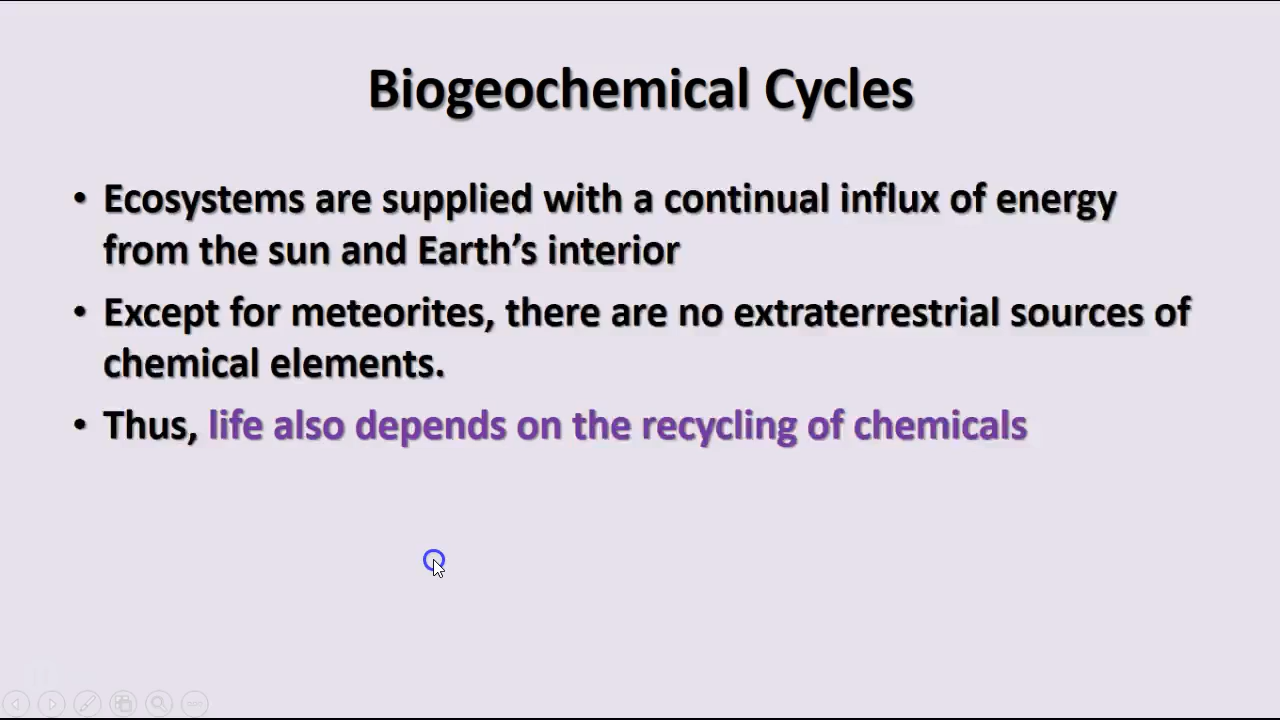 Biogeochemical Cycles
• Ecosystems are supplied with a continual influx of energy
from the sun and Earth's interior
• Except for meteorites, there are no extraterrestrial sources of
chemical elements.
• Thus, life also depends on the recycling of chemicals